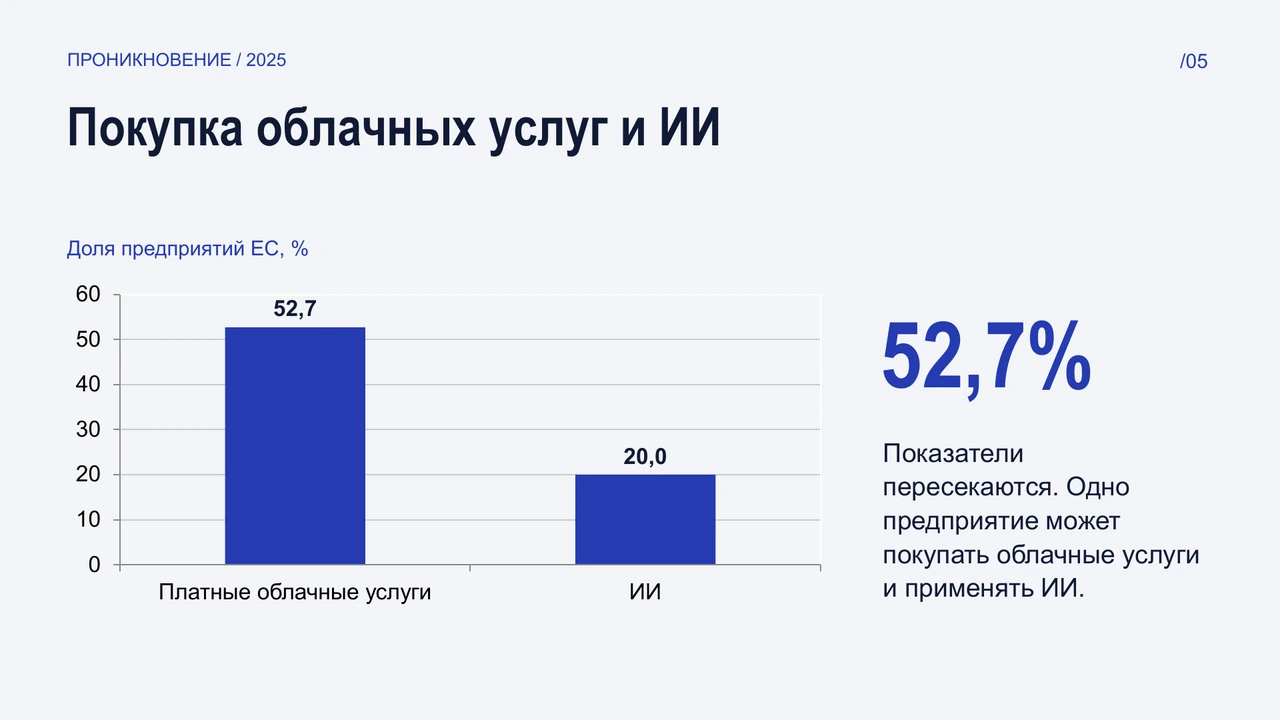 ПРОНИКНОВЕНИЕ / 2025
/05
Покупка облачных услуг и ИИ
Доля предприятий ЕС, %
60
50
40
30
20
10
0
52,7
20,0
Платные облачные услуги
ИИ
52,7%
Показатели
пересекаются. Одно
предприятие может
покупать облачные услуги
и применять ИИ.